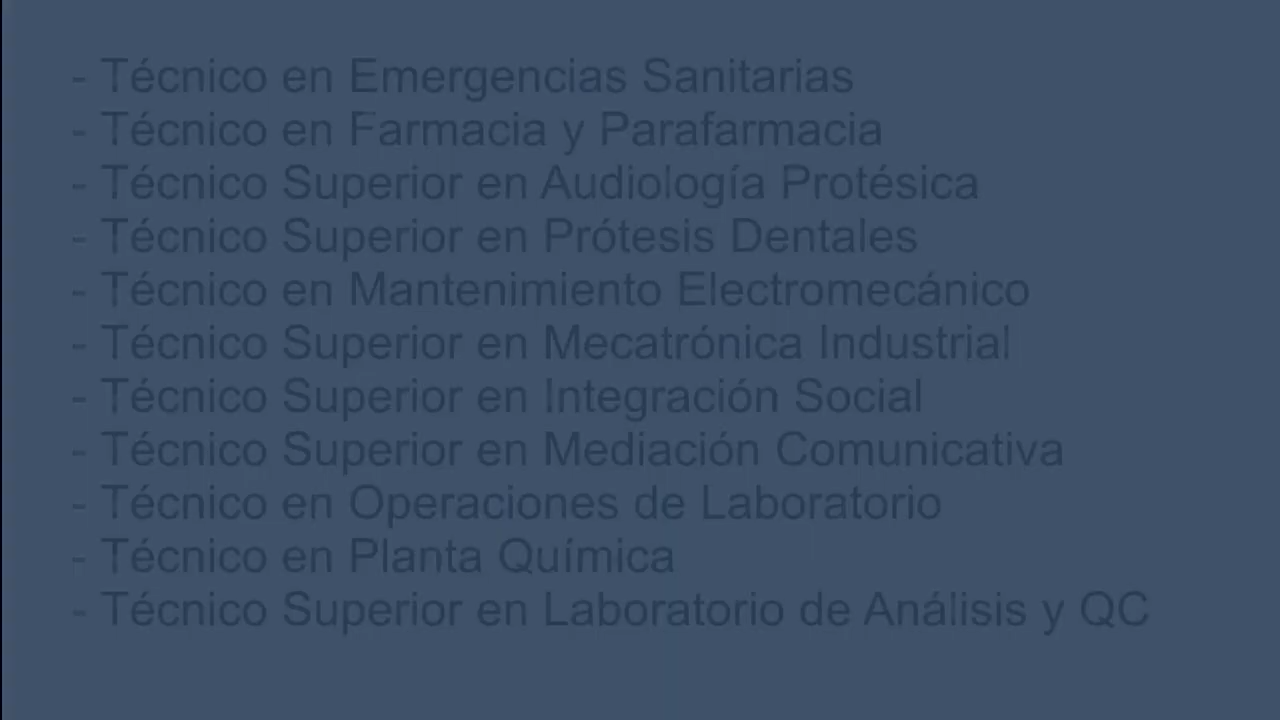 - Técnico en Emergencias Sanitarias
- Técnico en Farmacia y Parafarmacia
- Técnico Superior en Audiología Protésica
- Técnico Superior en Prótesis Dentales
- Técnico en Mantenimiento Electromecánico
- Técnico Superior en Mecatrónica Industrial
- Técnico Superior en Integración Social
- Técnico Superior en Mediación Comunicativa
- Técnico en Operaciones de Laboratorio
- Técnico en Planta Química
- Técnico Superior en Laboratorio de Análisis y QC